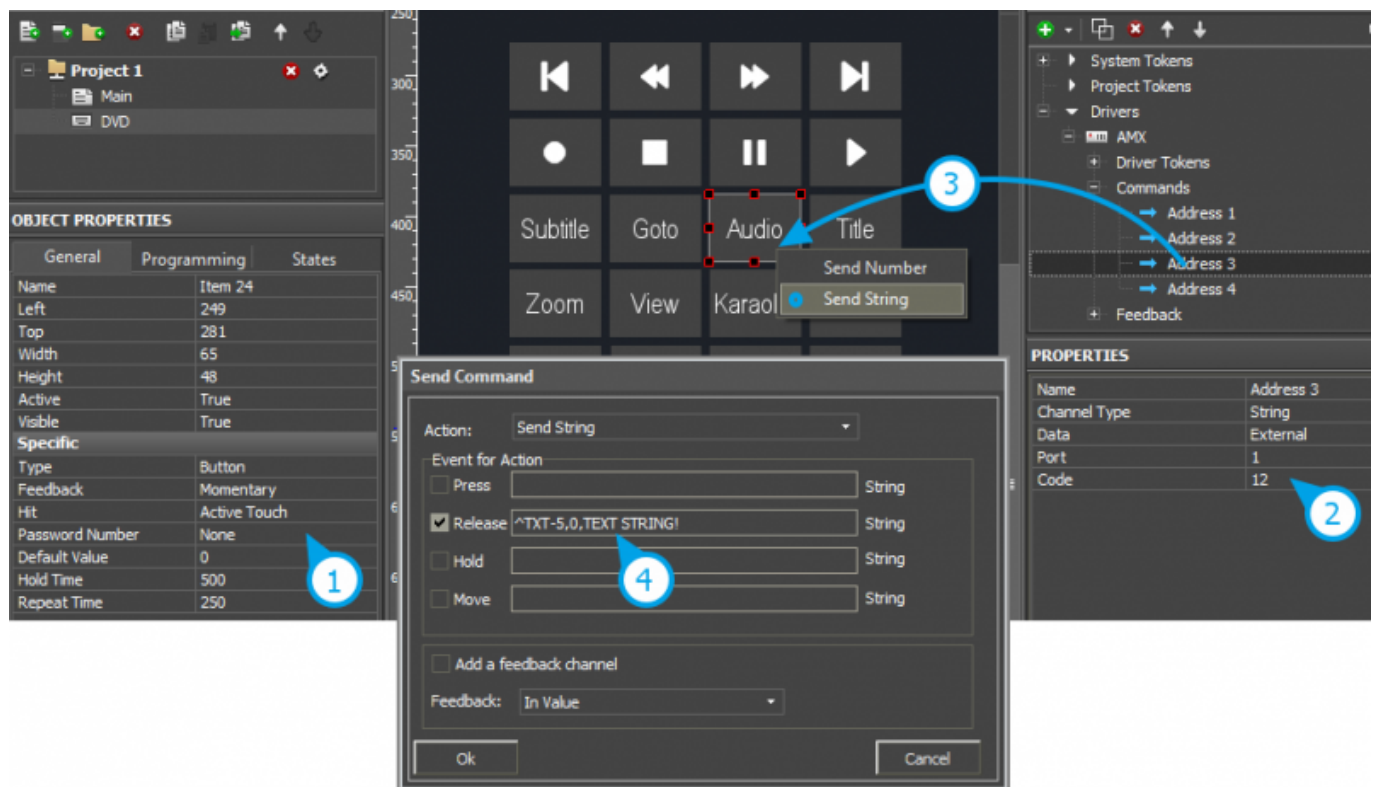 Project 1
Main
DVD
OBJECT PROPERTIES
General Programming States
Name Item 24
Left 249
Top 281
Width 65
Height 48
Active True
Visible True
Specific
Type Button
Feedback Momentary
Hit Active Touch
Password Number None
Default Value 0
Hold Time 500
Repeat Time 250
1
250
300
350
400
450
Subtitle Goto Audio Title
Zoom View Karao
Send Number
Send String
3
Send Command
Action: Send String
Event for Action
Press String
Release ^TXT-5,0,TEXT STRING! String
Hold String
Move String
4
Add a feedback channel
Feedback: In Value
Ok Cancel
System Tokens
Project Tokens
Drivers
AMX
Driver Tokens
Commands
Address 1
Address 2
Address 3
Address 4
Feedback
PROPERTIES
Name Address 3
Channel Type String
Data External
Port 1
Code 12
2